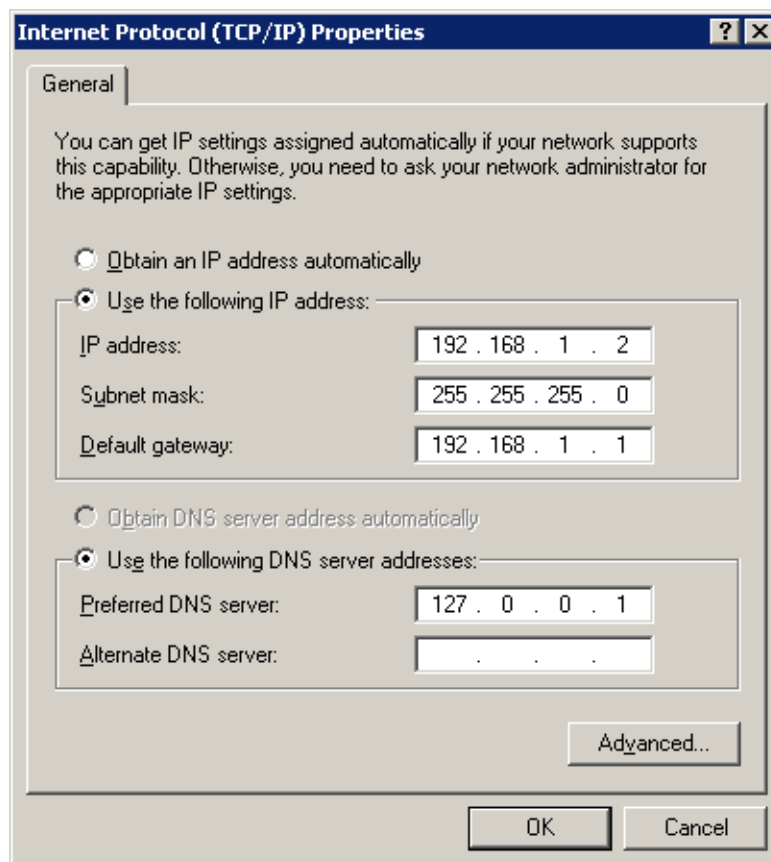 Internet Protocol (TCP/IP) Properties
General
You can get IP settings assigned automatically if your network supports
this capability. Otherwise, you need to ask your network administrator for
the appropriate IP settings.
Obtain an IP address automatically
Use the following IP address:
IP address: 192 . 168 . 1 . 2
Subnet mask: 255 . 255 . 255 . 0
Default gateway: 192 . 168 . 1 . 1
Obtain DNS server address automatically
Use the following DNS server addresses:
Preferred DNS server: 127 . 0 . 0 . 1
Alternate DNS server: . . .
Advanced...
OK Cancel